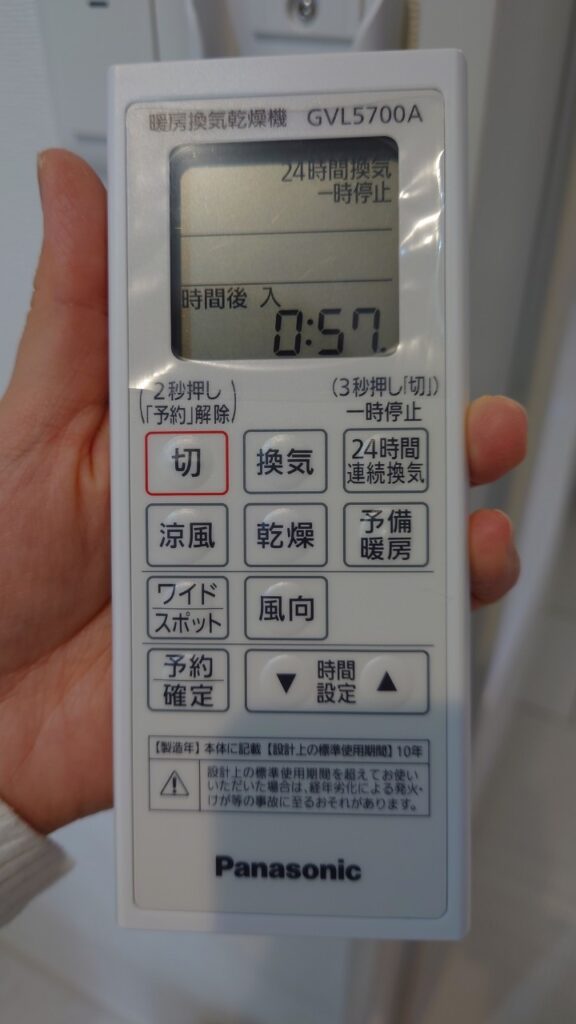 暖房換気乾燥機 GVL5700A
24時間換気
一時停止
時間後 入
0:57
(2秒押し「予約」解除)
(3秒押し「切」)
一時停止
切
換気
24時間
連続換気
涼風
乾燥
予備
暖房
ワイド
スポット
風向
予約
確定
▼ 時間設定 ▲
【製造年】本体に記載【設計上の標準使用期間】10年
設計上の標準使用期間を超えてお使い
いただいた場合は、経年劣化による発火・
けが等の事故に至るおそれがあります。
Panasonic